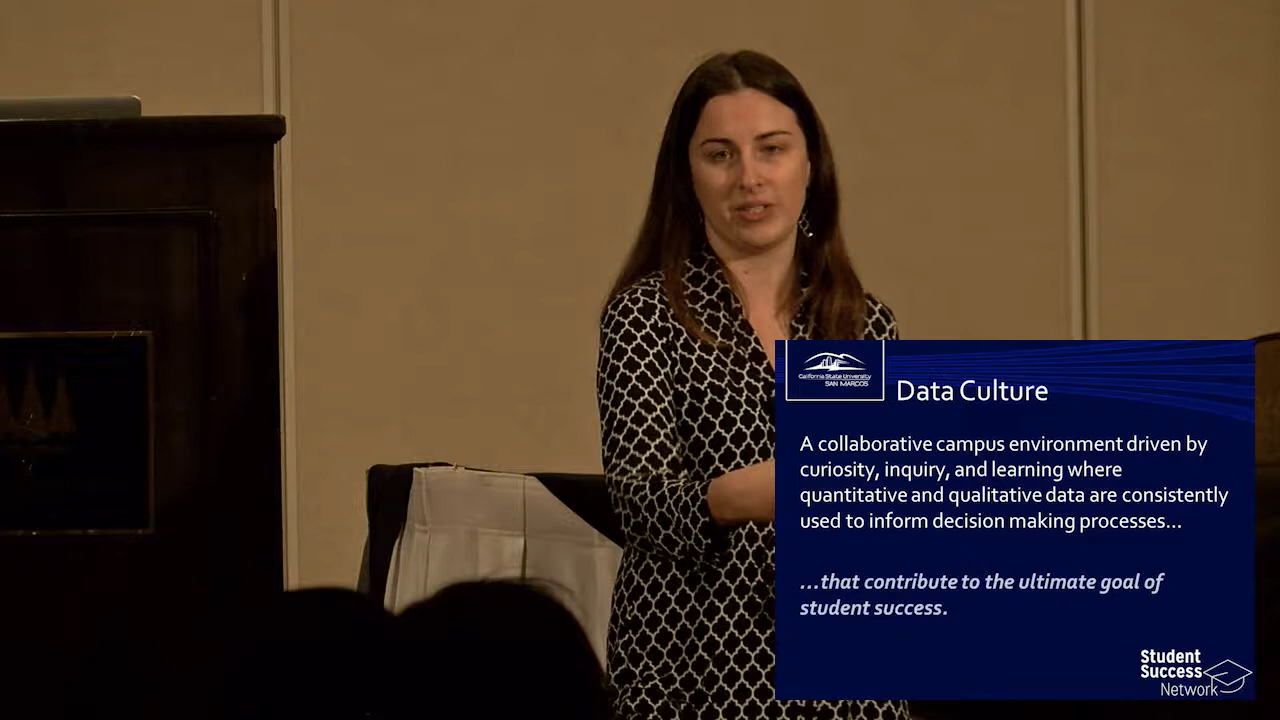 California State University
SAN MARCOS
Data Culture
A collaborative campus environment driven by
curiosity, inquiry, and learning where
quantitative and qualitative data are consistently
used to inform decision making processes...
...that contribute to the ultimate goal of
student success.
Student
Success
Network